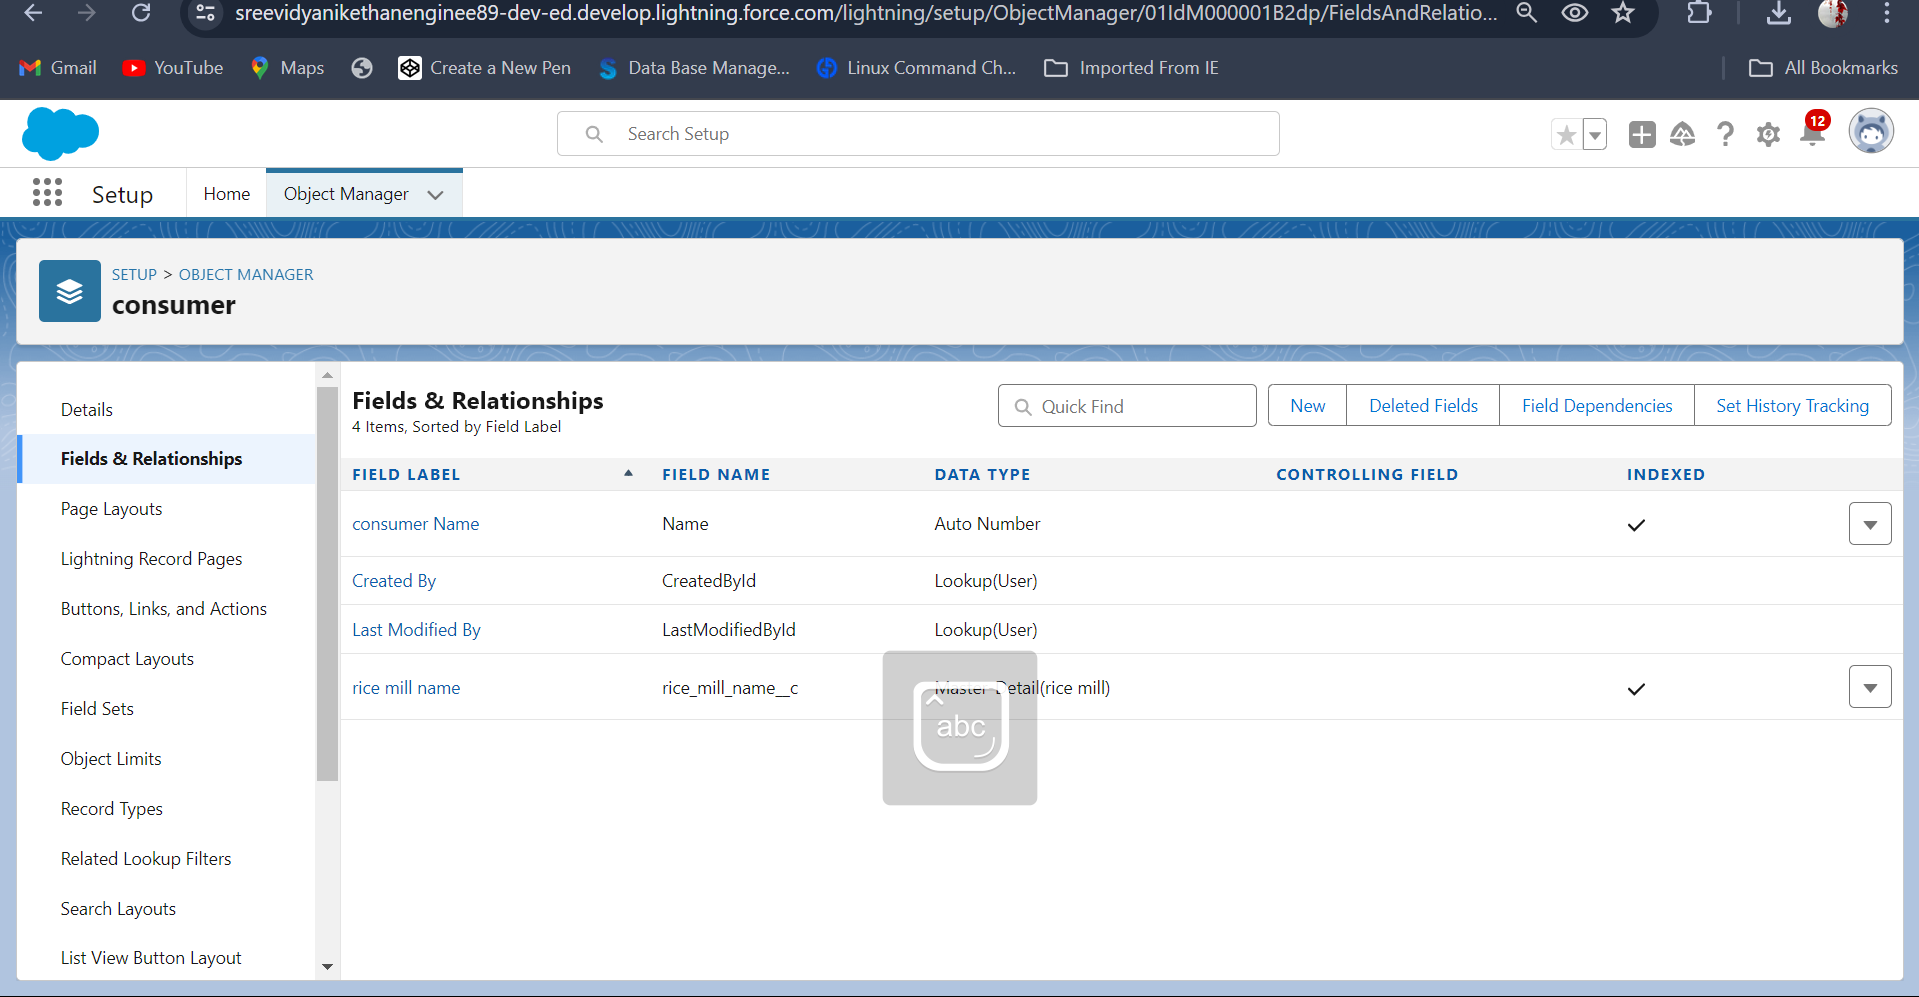 sreevidyanikethanenginee89-dev-ed.develop.lightning.force.com/lightning/setup/ObjectManager/01IdM000001B2dp/FieldsAndRelatio...
Gmail YouTube Maps Create a New Pen Data Base Manage... Linux Command Ch... Imported From IE All Bookmarks
Search Setup
12
Setup Home Object Manager
SETUP > OBJECT MANAGER
consumer
Details
Fields & Relationships
Page Layouts
Lightning Record Pages
Buttons, Links, and Actions
Compact Layouts
Field Sets
Object Limits
Record Types
Related Lookup Filters
Search Layouts
List View Button Layout
Fields & Relationships
4 Items, Sorted by Field Label
Quick Find
New Deleted Fields Field Dependencies Set History Tracking
FIELD LABEL FIELD NAME DATA TYPE CONTROLLING FIELD INDEXED
consumer Name Name Auto Number
Created By CreatedById Lookup(User)
Last Modified By LastModifiedById Lookup(User)
rice mill name rice_mill_name__c Master-Detail(rice mill)
abc